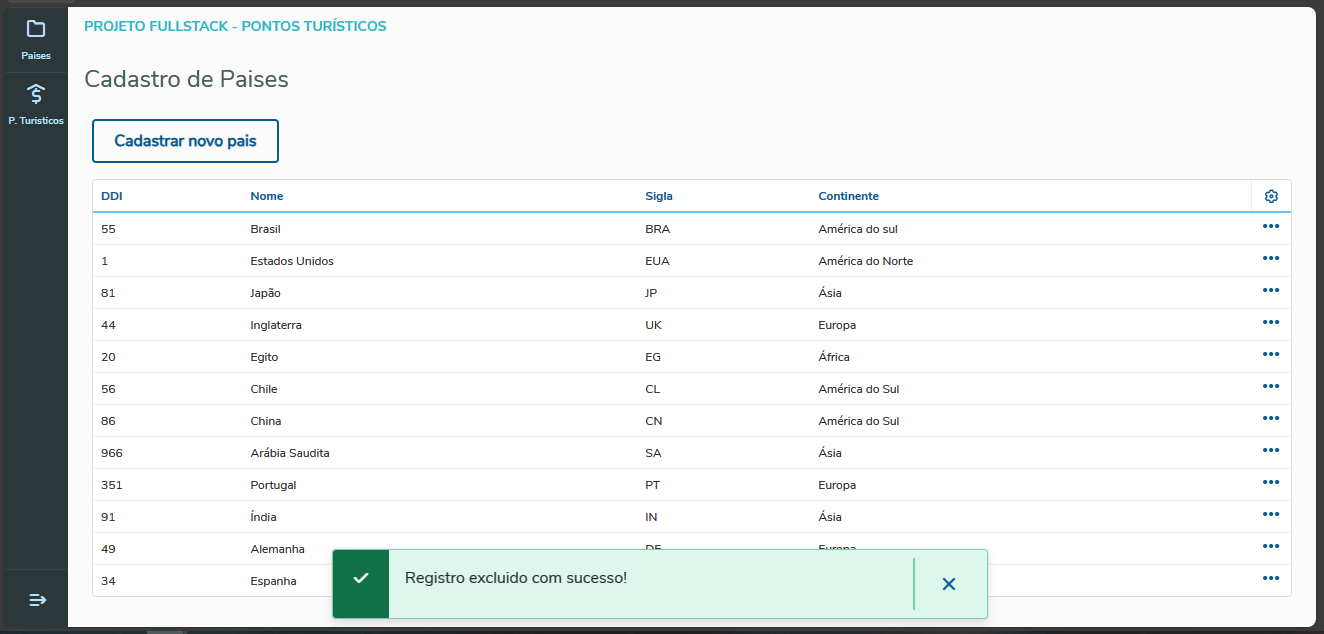 PROJETO FULLSTACK - PONTOS TURÍSTICOS
Paises
P. Turisticos
Cadastro de Paises
Cadastrar novo pais
DDI Nome Sigla Continente
55 Brasil BRA América do sul
1 Estados Unidos EUA América do Norte
81 Japão JP Ásia
44 Inglaterra UK Europa
20 Egito EG África
56 Chile CL América do Sul
86 China CN América do Sul
966 Arábia Saudita SA Ásia
351 Portugal PT Europa
91 Índia IN Ásia
49 Alemanha DE Europa
34 Espanha
Registro excluido com sucesso!